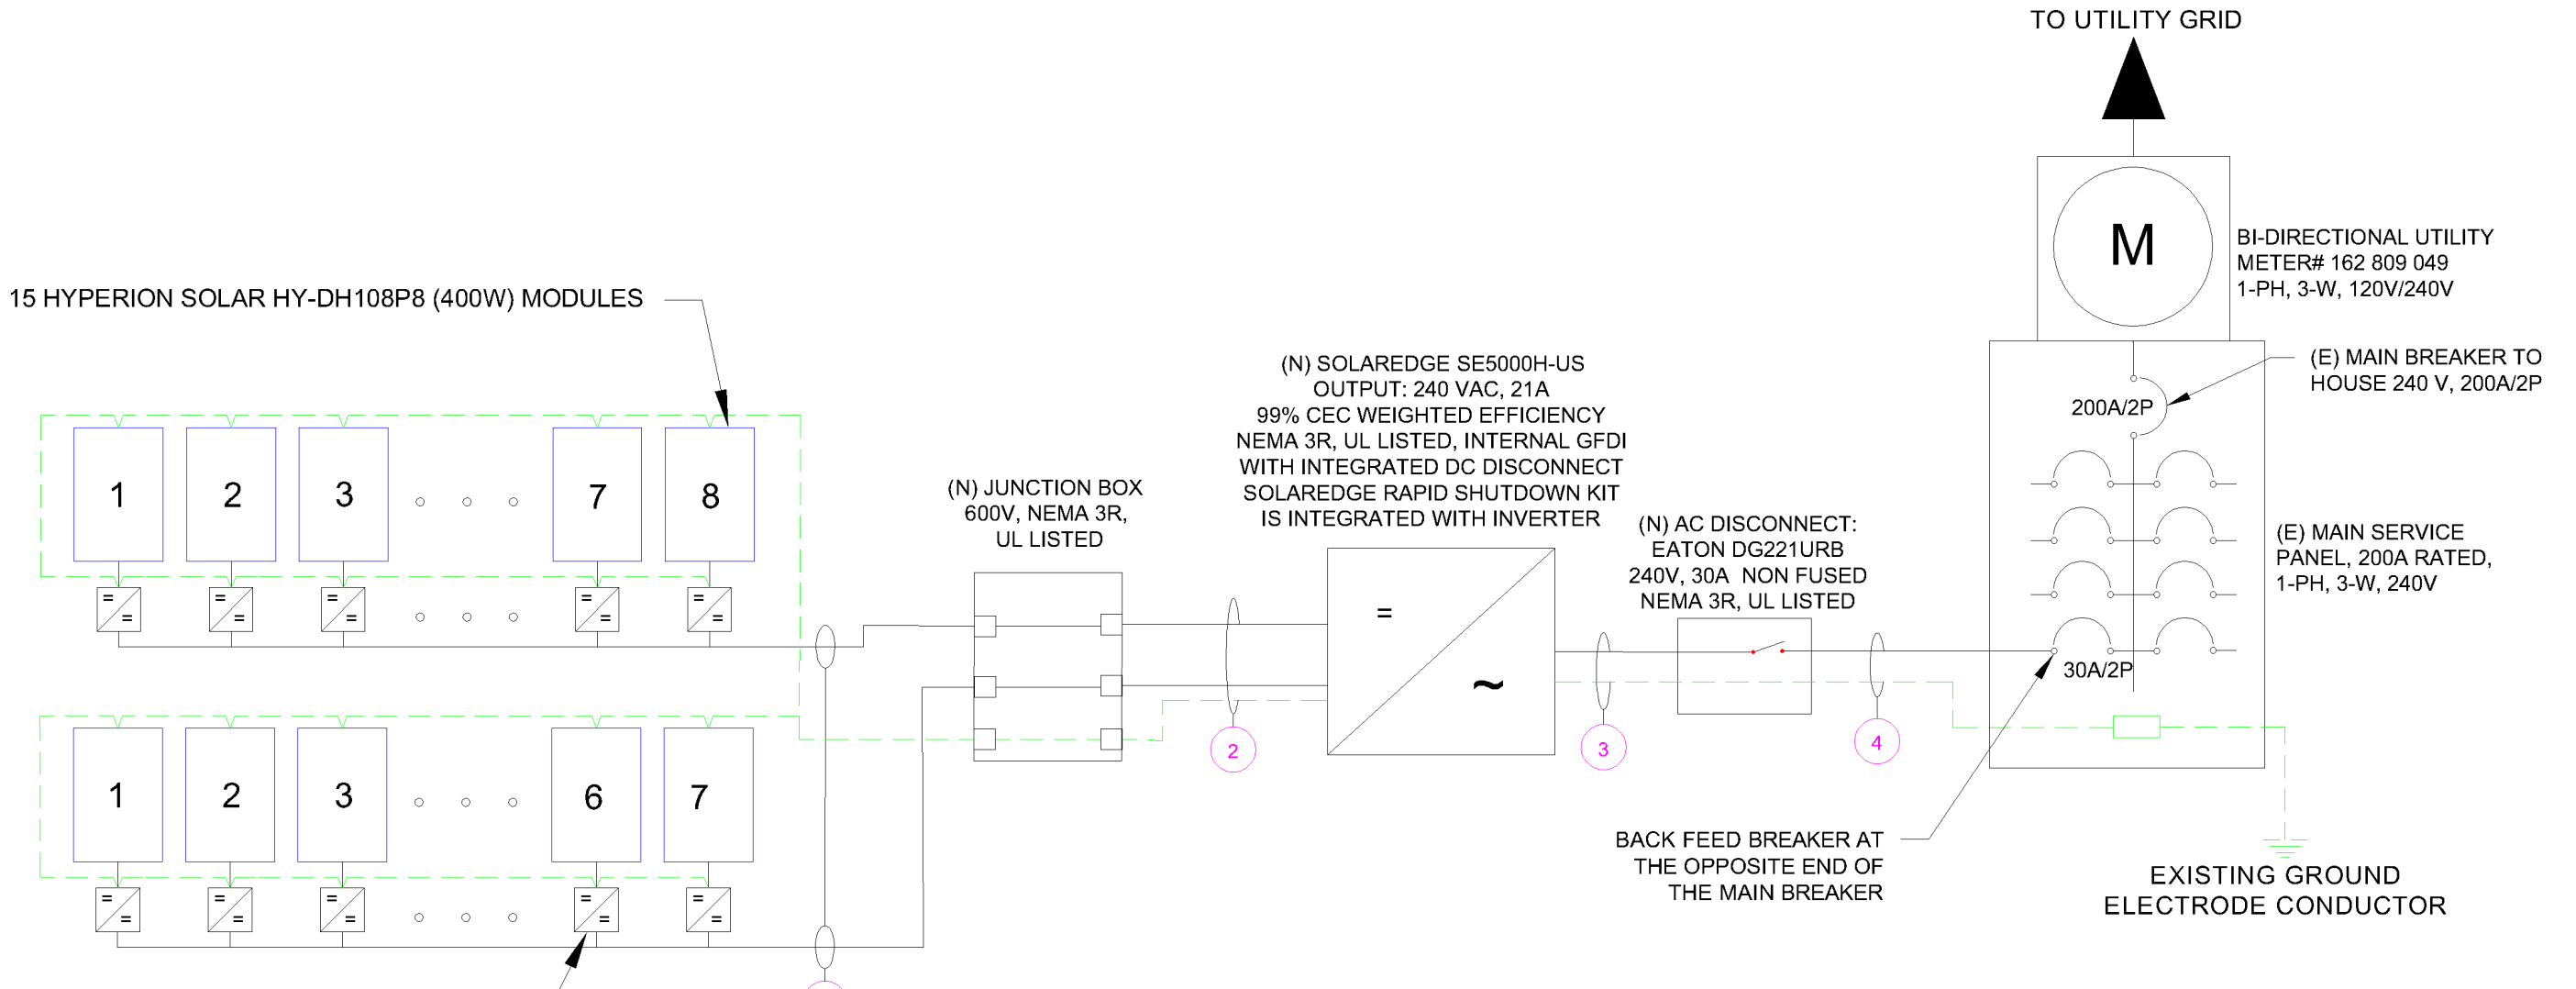 TO UTILITY GRID
M
BI-DIRECTIONAL UTILITY
METER# 162 809 049
1-PH, 3-W, 120V/240V
15 HYPERION SOLAR HY-DH108P8 (400W) MODULES
(N) SOLAREDGE SE5000H-US
OUTPUT: 240 VAC, 21A
99% CEC WEIGHTED EFFICIENCY
NEMA 3R, UL LISTED, INTERNAL GFDI
WITH INTEGRATED DC DISCONNECT
SOLAREDGE RAPID SHUTDOWN KIT
IS INTEGRATED WITH INVERTER
(E) MAIN BREAKER TO
HOUSE 240 V, 200A/2P
200A/2P
1 2 3 7 8
(N) JUNCTION BOX
600V, NEMA 3R,
UL LISTED
(N) AC DISCONNECT:
EATON DG221URB
240V, 30A NON FUSED
NEMA 3R, UL LISTED
(E) MAIN SERVICE
PANEL, 200A RATED,
1-PH, 3-W, 240V
30A/2P
2
3
4
1 2 3 6 7
BACK FEED BREAKER AT
THE OPPOSITE END OF
THE MAIN BREAKER
EXISTING GROUND
ELECTRODE CONDUCTOR